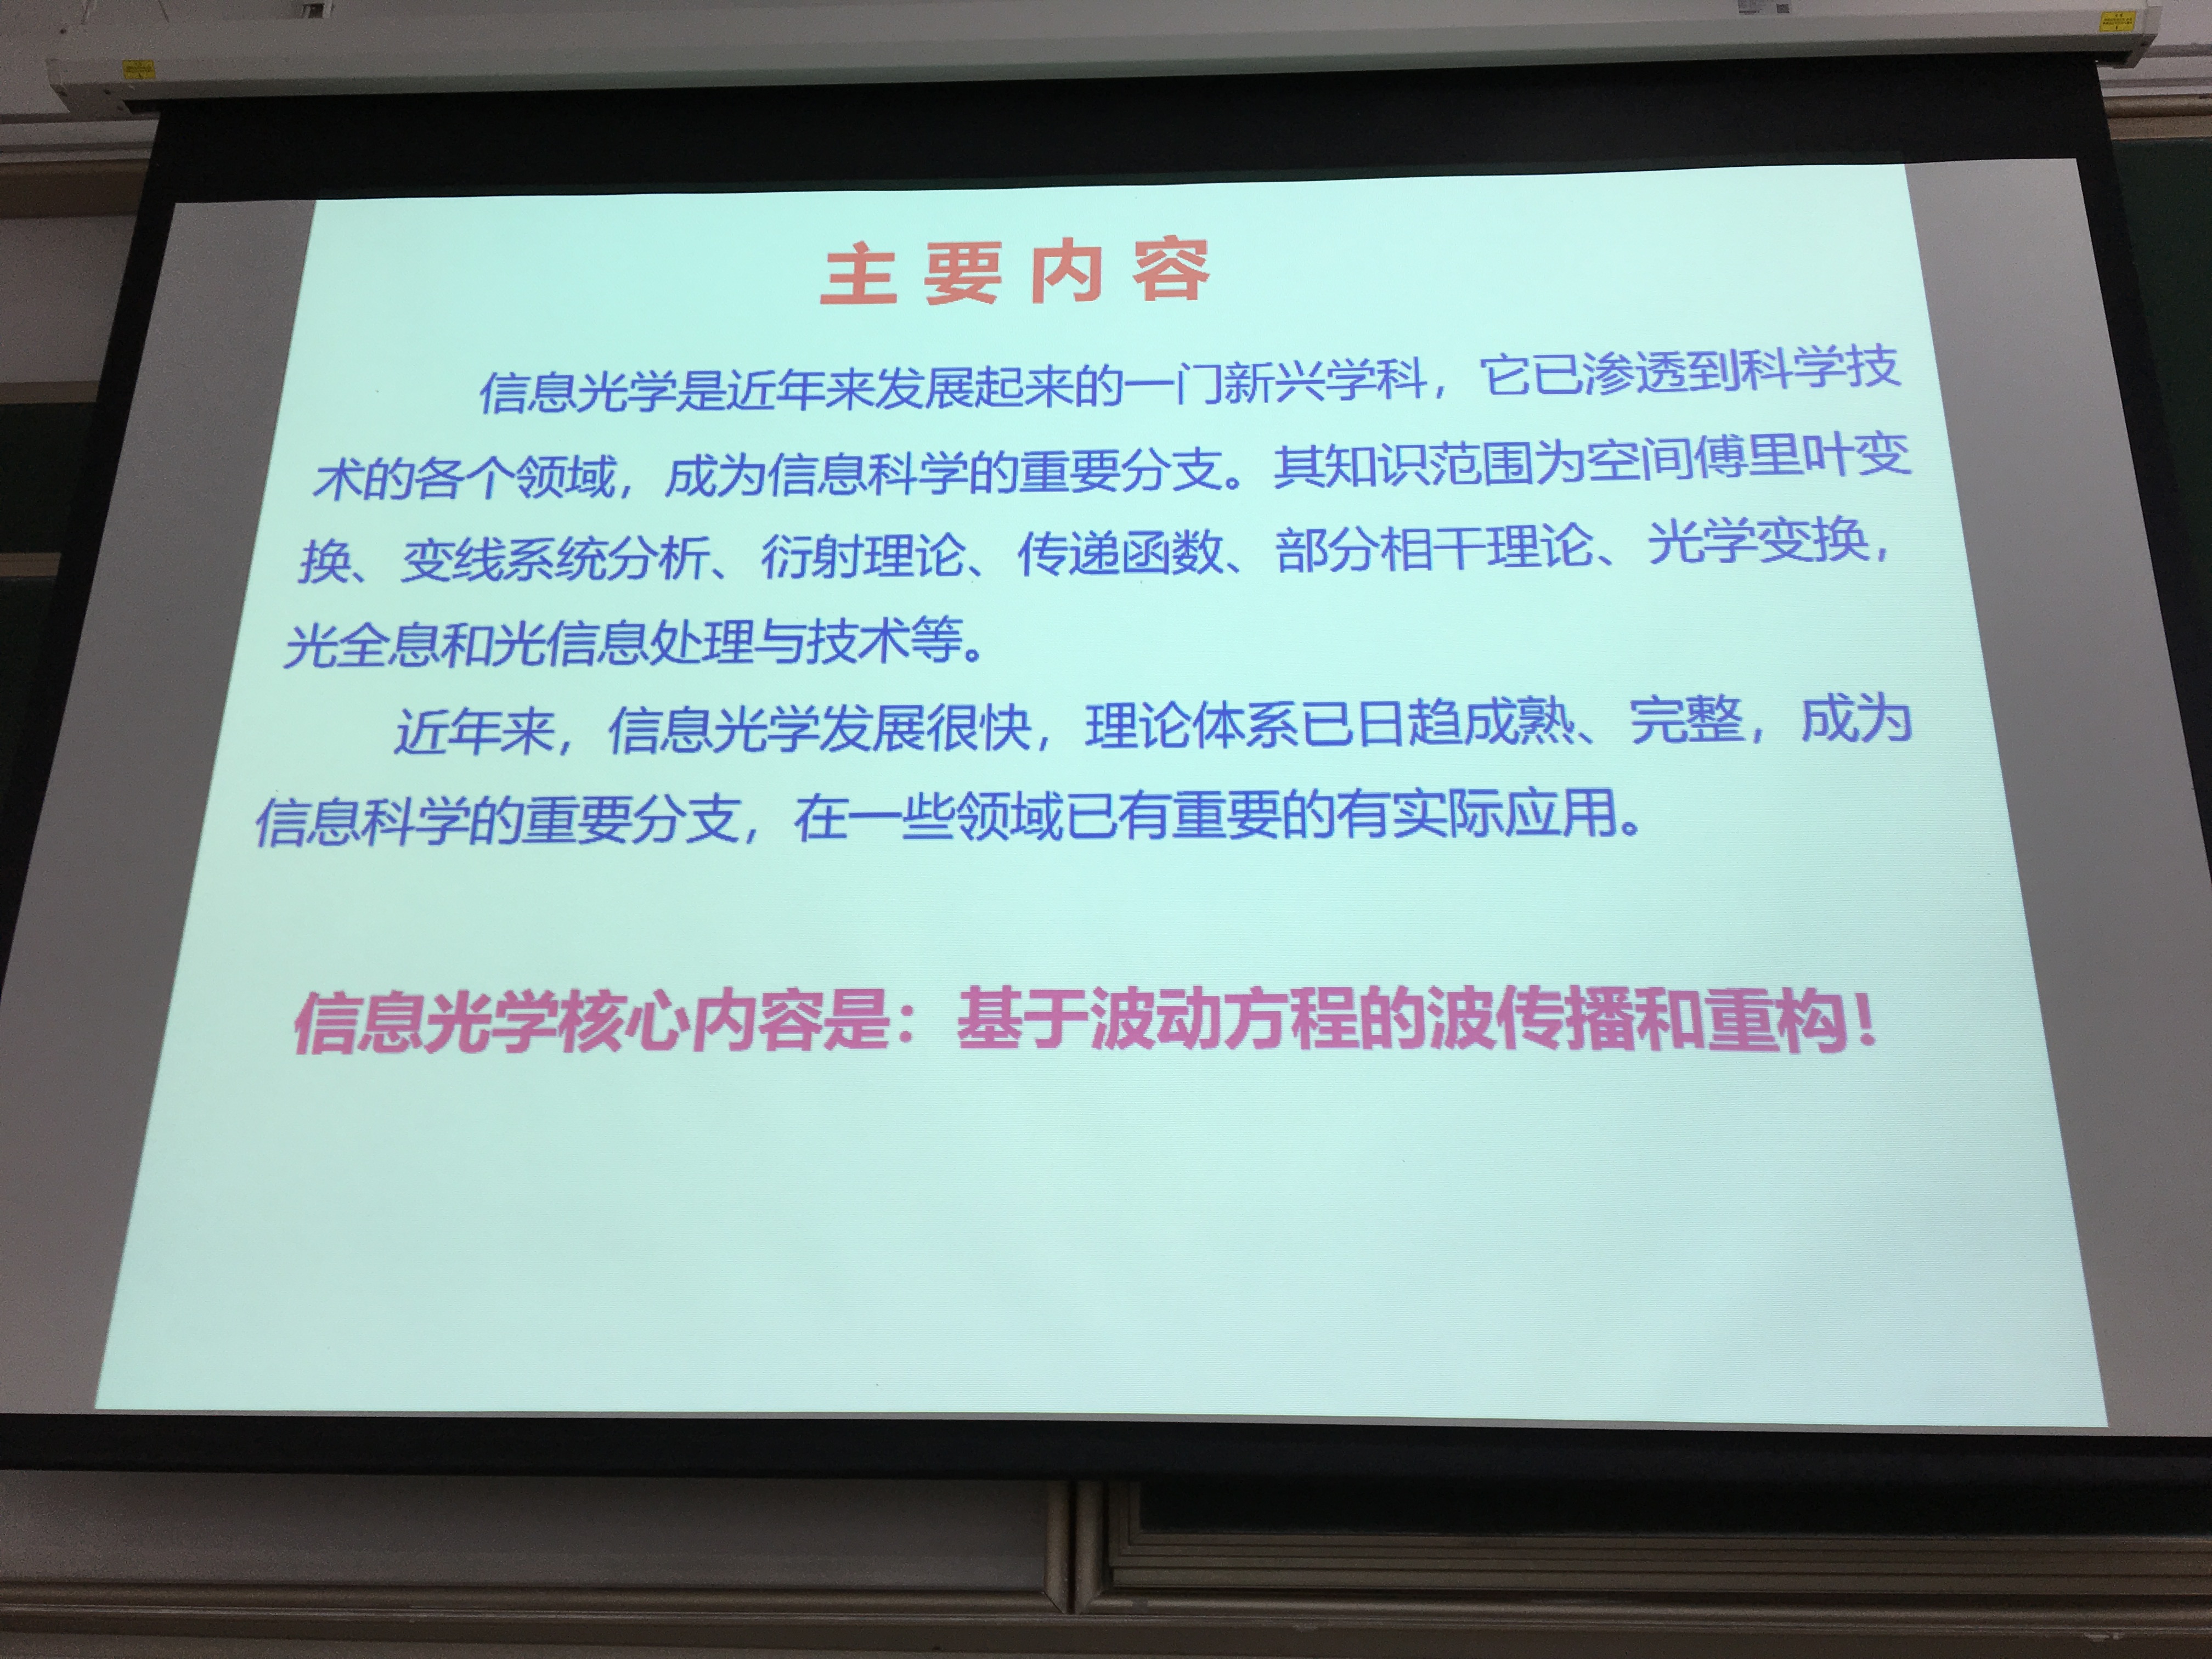 主要内容
信息光学是近年来发展起来的一门新兴学科，它已渗透到科学技
术的各个领域，成为信息科学的重要分支。其知识范围为空间傅里叶变
换、变线系统分析、衍射理论、传递函数、部分相干理论、光学变换，
光全息和光信息处理与技术等。
近年来，信息光学发展很快，理论体系已日趋成熟、完整，成为
信息科学的重要分支，在一些领域已有重要的有实际应用。
信息光学核心内容是：基于波动方程的波传播和重构！